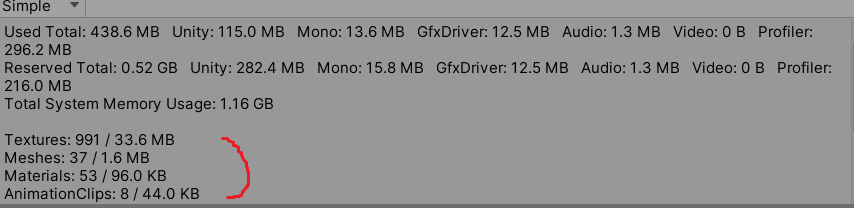 Simple
Used Total: 438.6 MB Unity: 115.0 MB Mono: 13.6 MB GfxDriver: 12.5 MB Audio: 1.3 MB Video: 0 B Profiler:
296.2 MB
Reserved Total: 0.52 GB Unity: 282.4 MB Mono: 15.8 MB GfxDriver: 12.5 MB Audio: 1.3 MB Video: 0 B Profiler:
216.0 MB
Total System Memory Usage: 1.16 GB
Textures: 991 / 33.6 MB
Meshes: 37 / 1.6 MB
Materials: 53 / 96.0 KB
AnimationClips: 8 / 44.0 KB